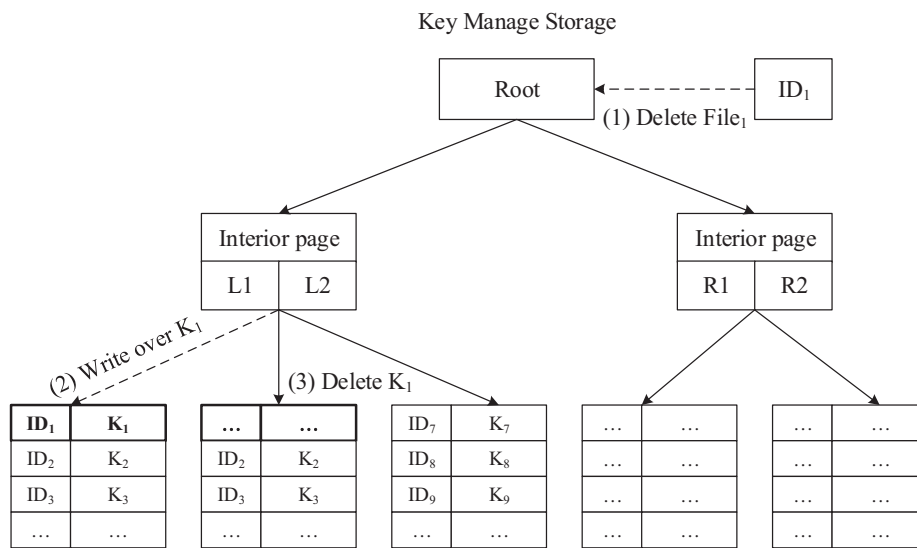 Key Manage Storage
Root
ID₁
(1) Delete File₁
Interior page
L1 L2
Interior page
R1 R2
(2) Write over K₁
(3) Delete K₁
ID₁ K₁
ID₂ K₂
ID₃ K₃
... ...
... ...
ID₂ K₂
ID₃ K₃
... ...
ID₇ K₇
ID₈ K₈
ID₉ K₉
... ...
... ...
... ...
... ...
... ...
... ...
... ...
... ...
... ...